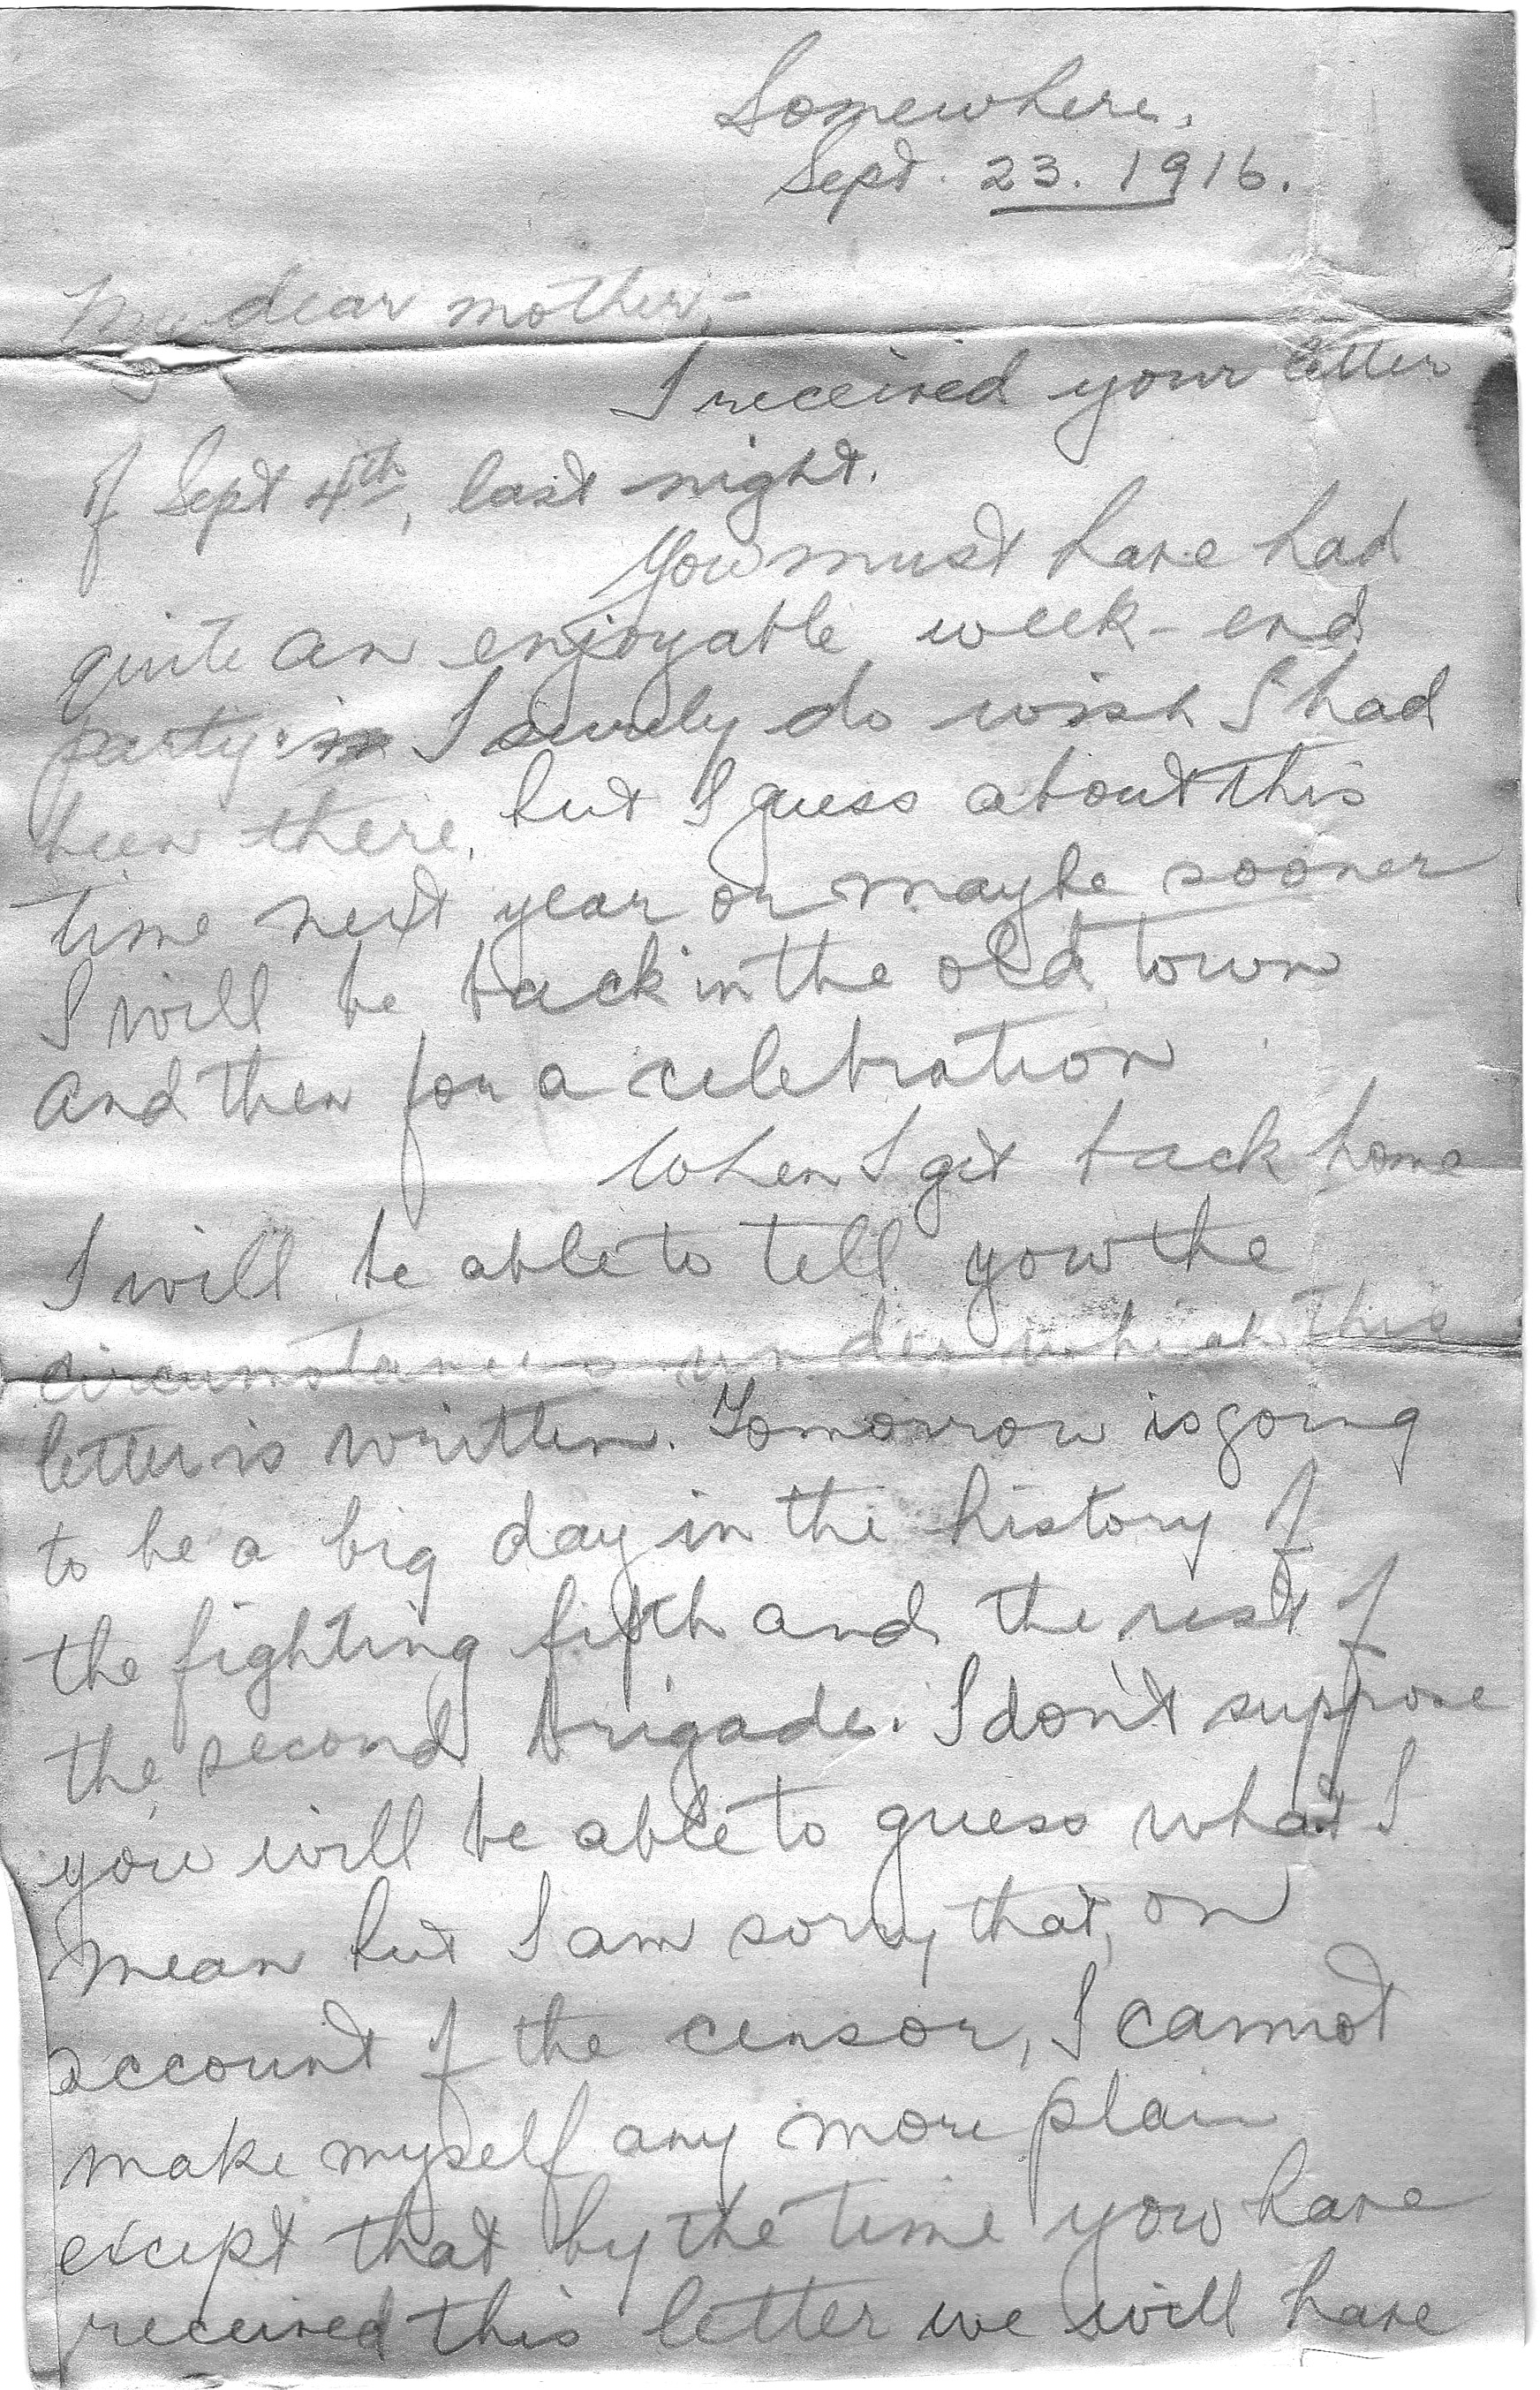 Somewhere.
Sept. 23. 1916.
My dear mother,-
I received your letter
of Sept 4th, last night.
You must have had
quite an enjoyable week-end
party. I surely do wish I had
been there, but I guess about this
time next year or maybe sooner
I will be back in the old town
and then for a celebration
When I get back home
I will be able to tell you the
circumstances under which this
letter is written. Tomorrow is going
to be a big day in the history of
the fighting fifth and the rest of
the second brigade. I don't suppose
you will be able to guess what I
mean but I am sorry that, on
account of the censor, I cannot
make myself any more plain
except that by the time you have
received this letter we will have